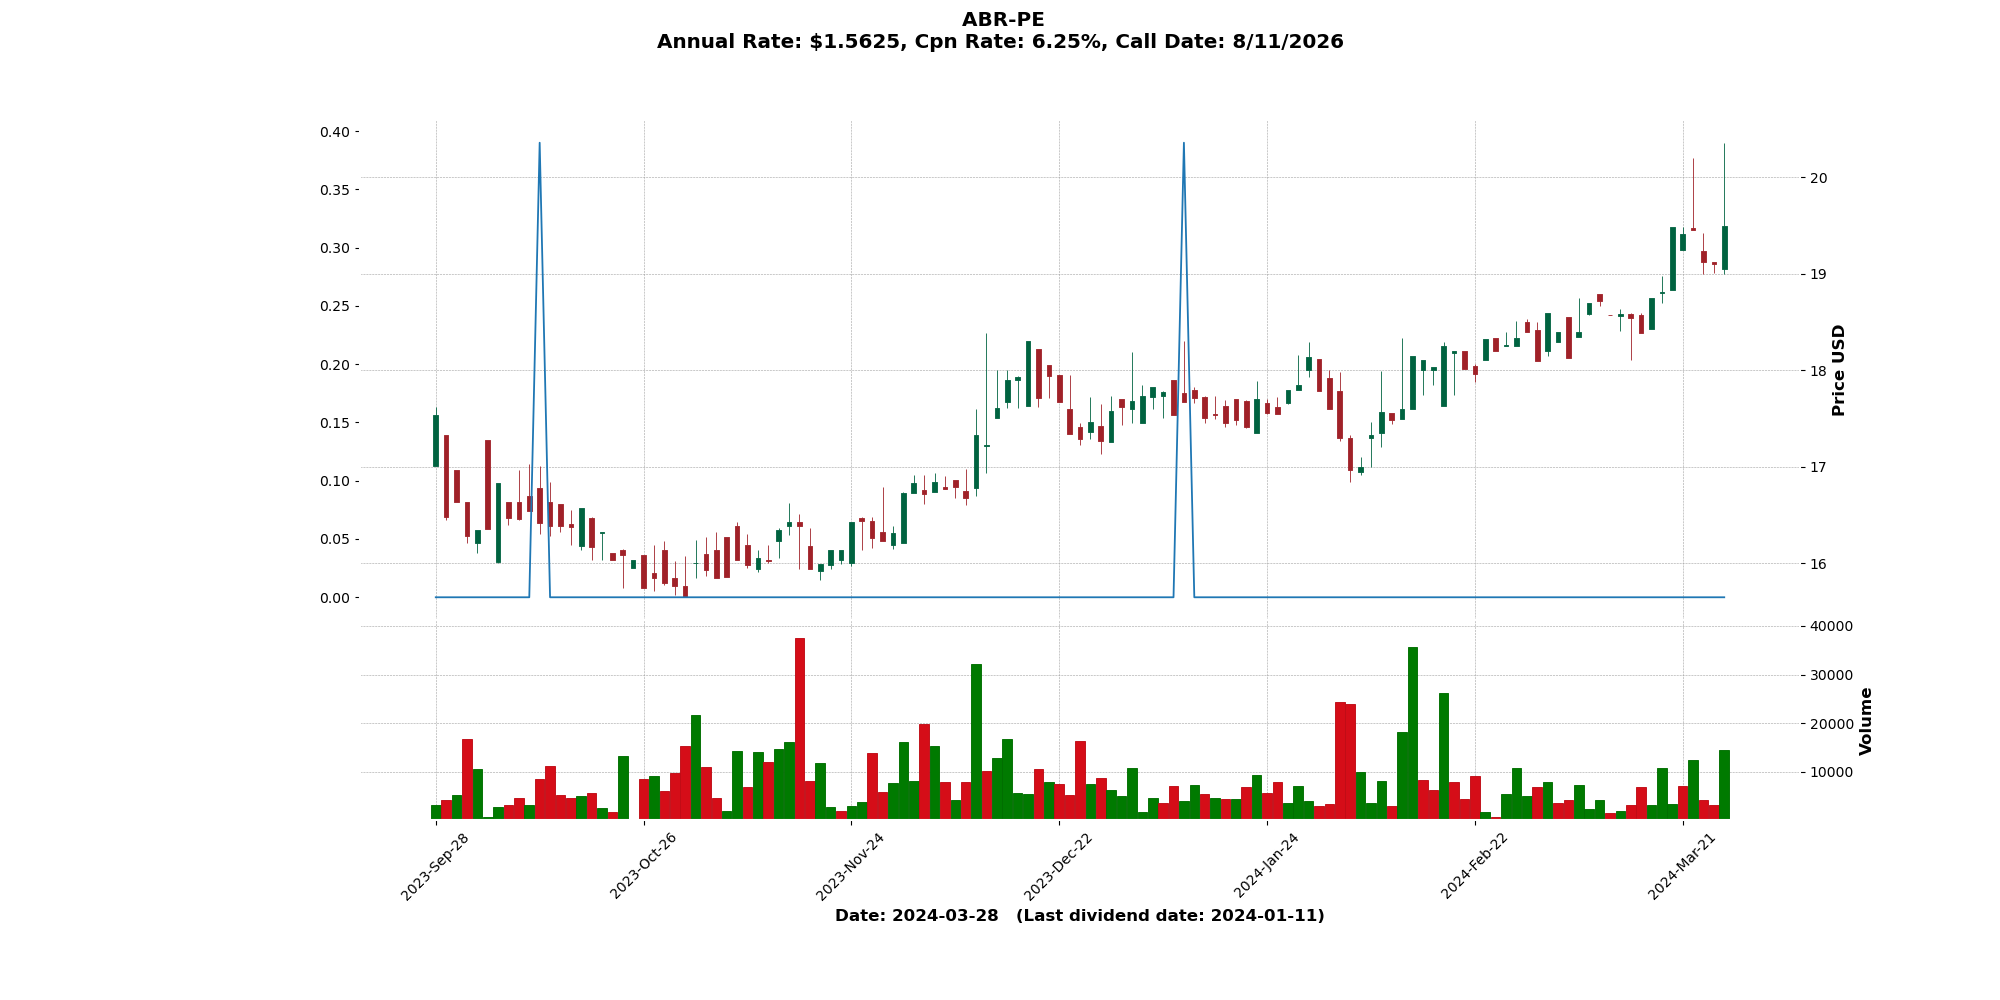 ABR-PE
Annual Rate: $1.5625, Cpn Rate: 6.25%, Call Date: 8/11/2026
0.40
0.35
0.30
0.25
0.20
0.15
0.10
0.05
0.00
20
19
18
17
16
Price USD
40000
30000
20000
10000
Volume
2023-Sep-28
2023-Oct-26
2023-Nov-24
2023-Dec-22
2024-Jan-24
2024-Feb-22
2024-Mar-21
Date: 2024-03-28 (Last dividend date: 2024-01-11)